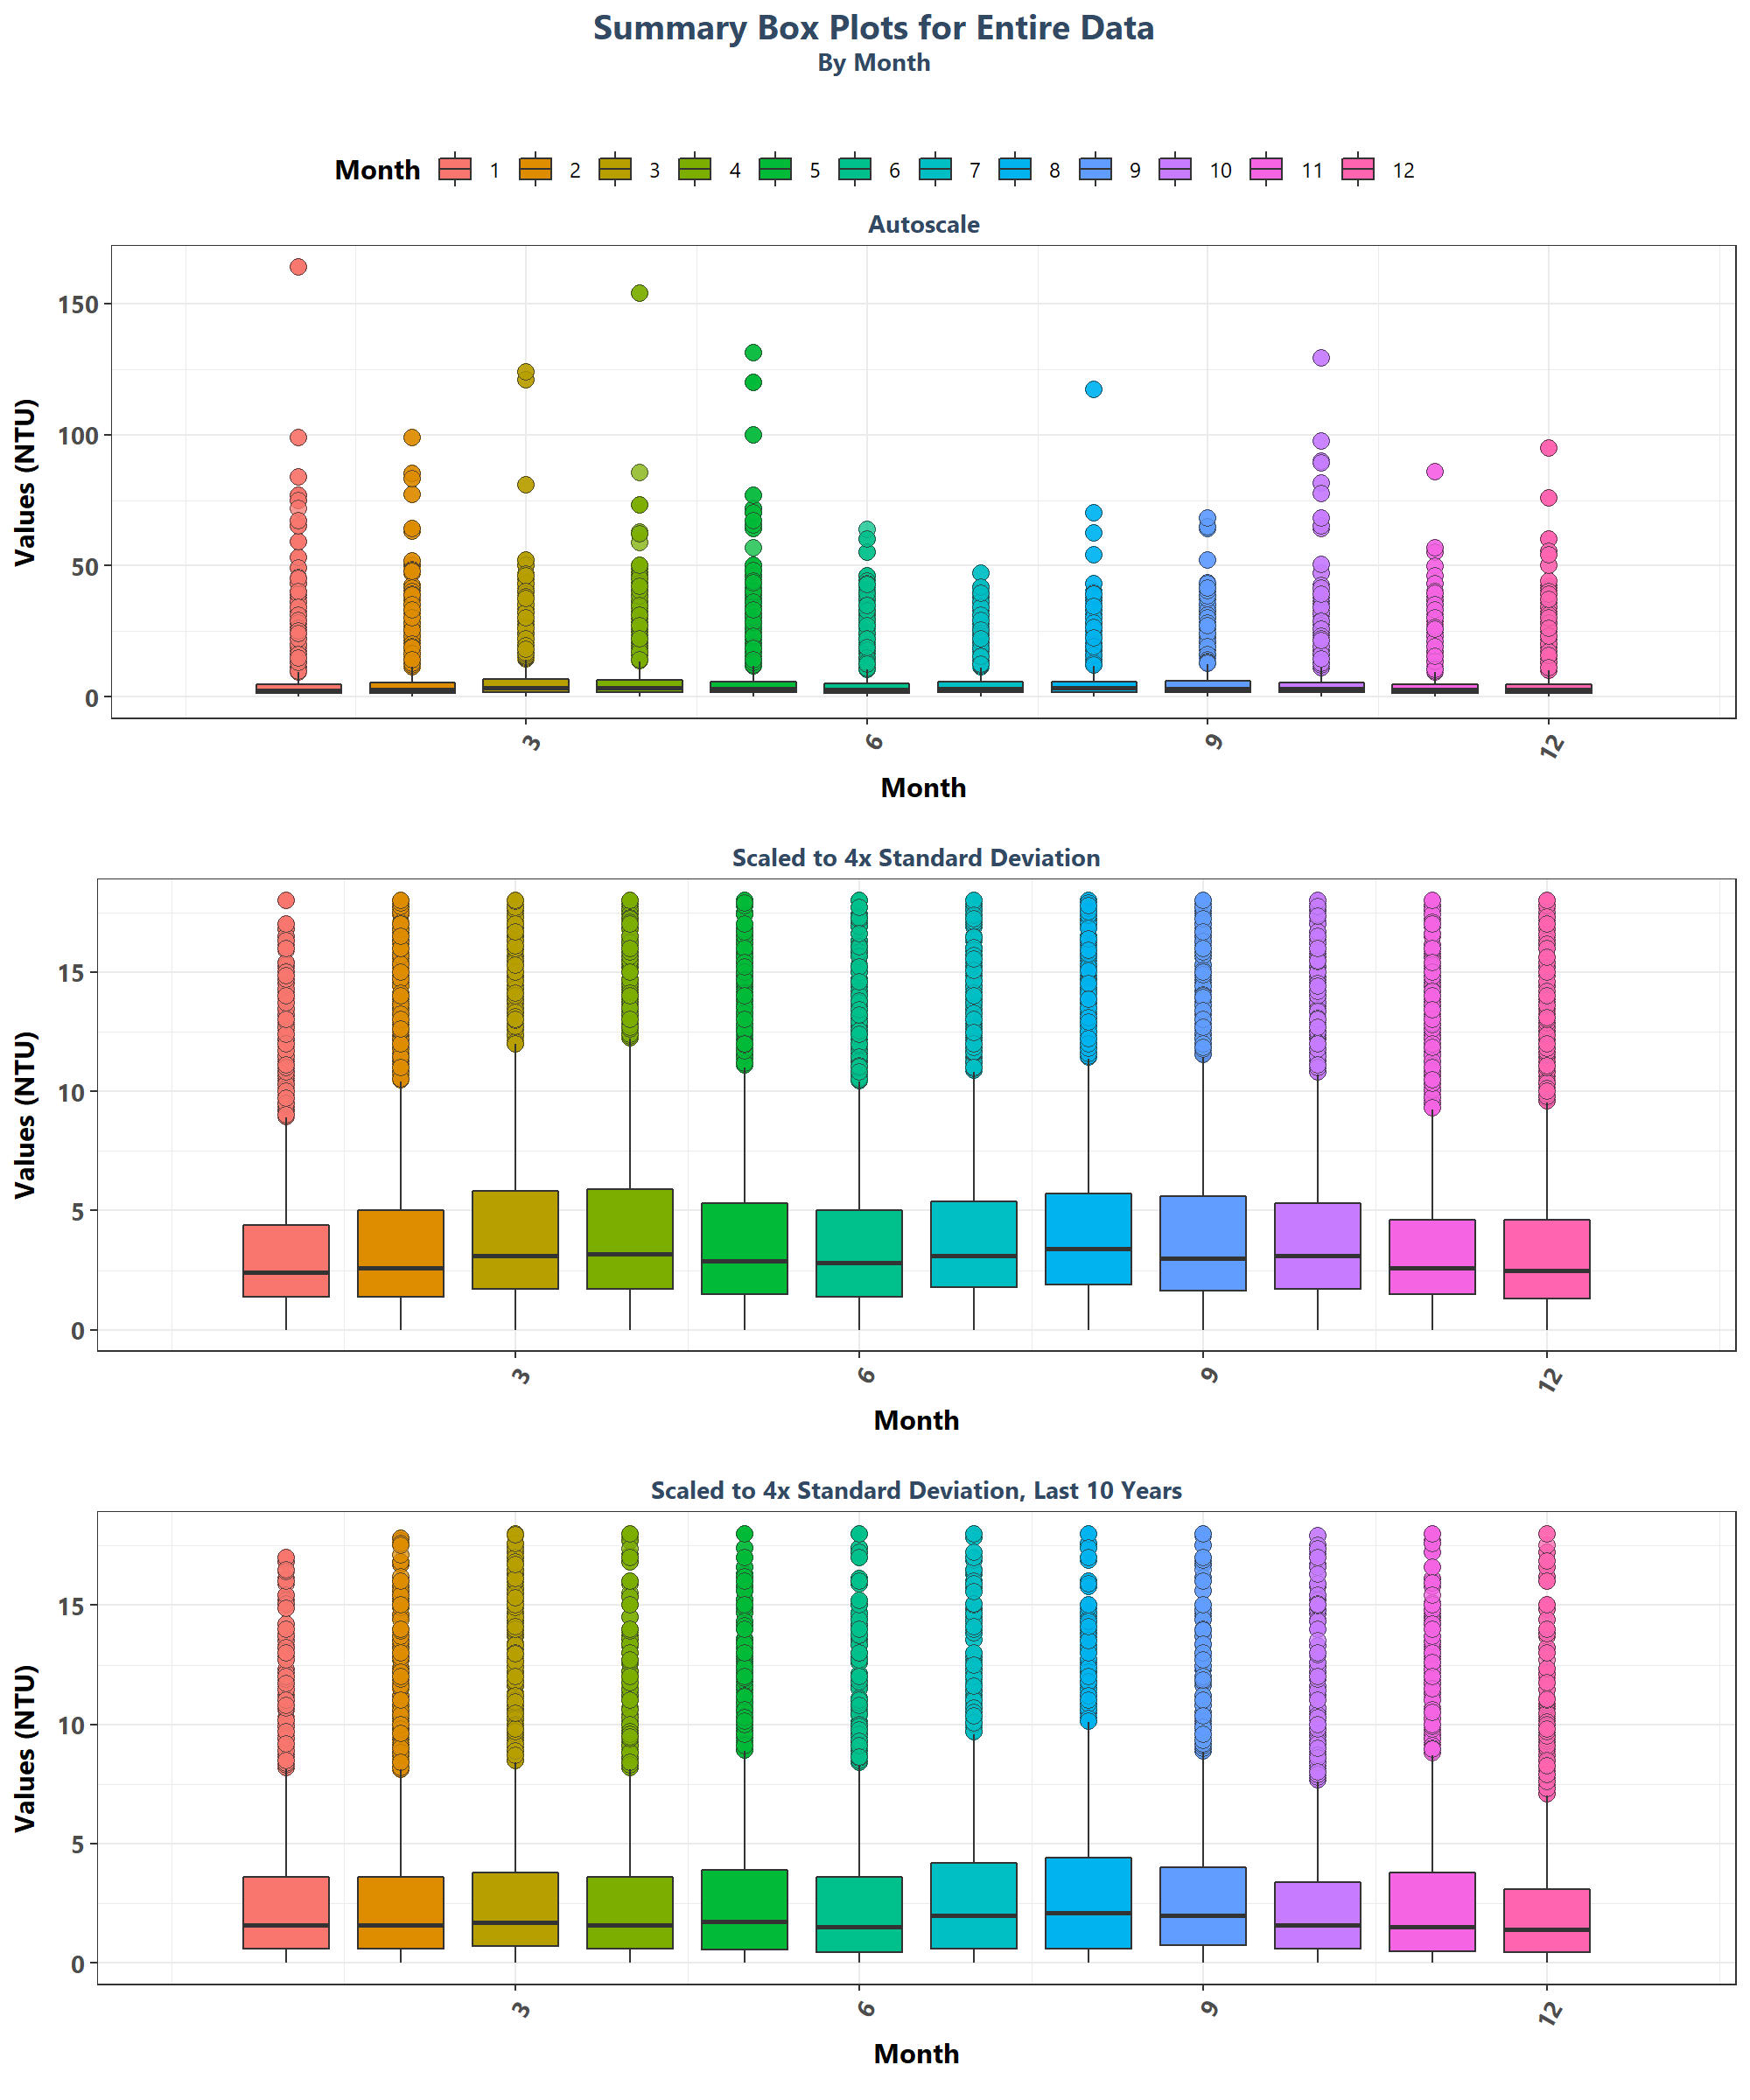 Summary Box Plots for Entire Data
By Month
Month 1 2 3 4 5 6 7 8 9 10 11 12
Autoscale
Values (NTU)
150
100
50
0
3 6 9 12
Month
Scaled to 4x Standard Deviation
Values (NTU)
15
10
5
0
3 6 9 12
Month
Scaled to 4x Standard Deviation, Last 10 Years
Values (NTU)
15
10
5
0
3 6 9 12
Month